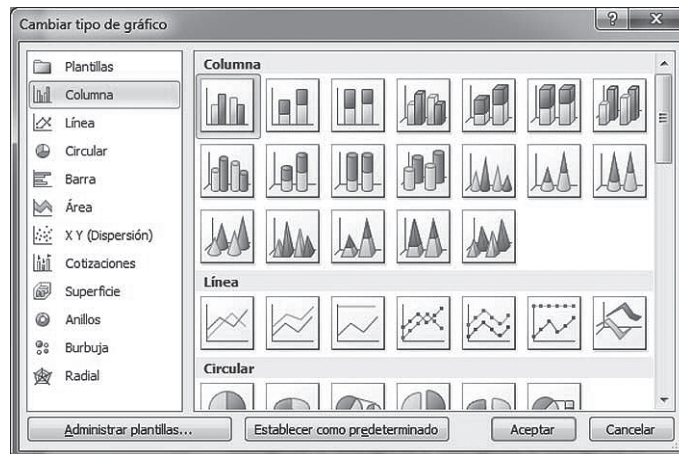 Cambiar tipo de gráfico
Plantillas
Columna
Línea
Circular
Barra
Área
X Y (Dispersión)
Cotizaciones
Superficie
Anillos
Burbuja
Radial
Columna
Línea
Circular
Administrar plantillas...
Establecer como predeterminado
Aceptar
Cancelar